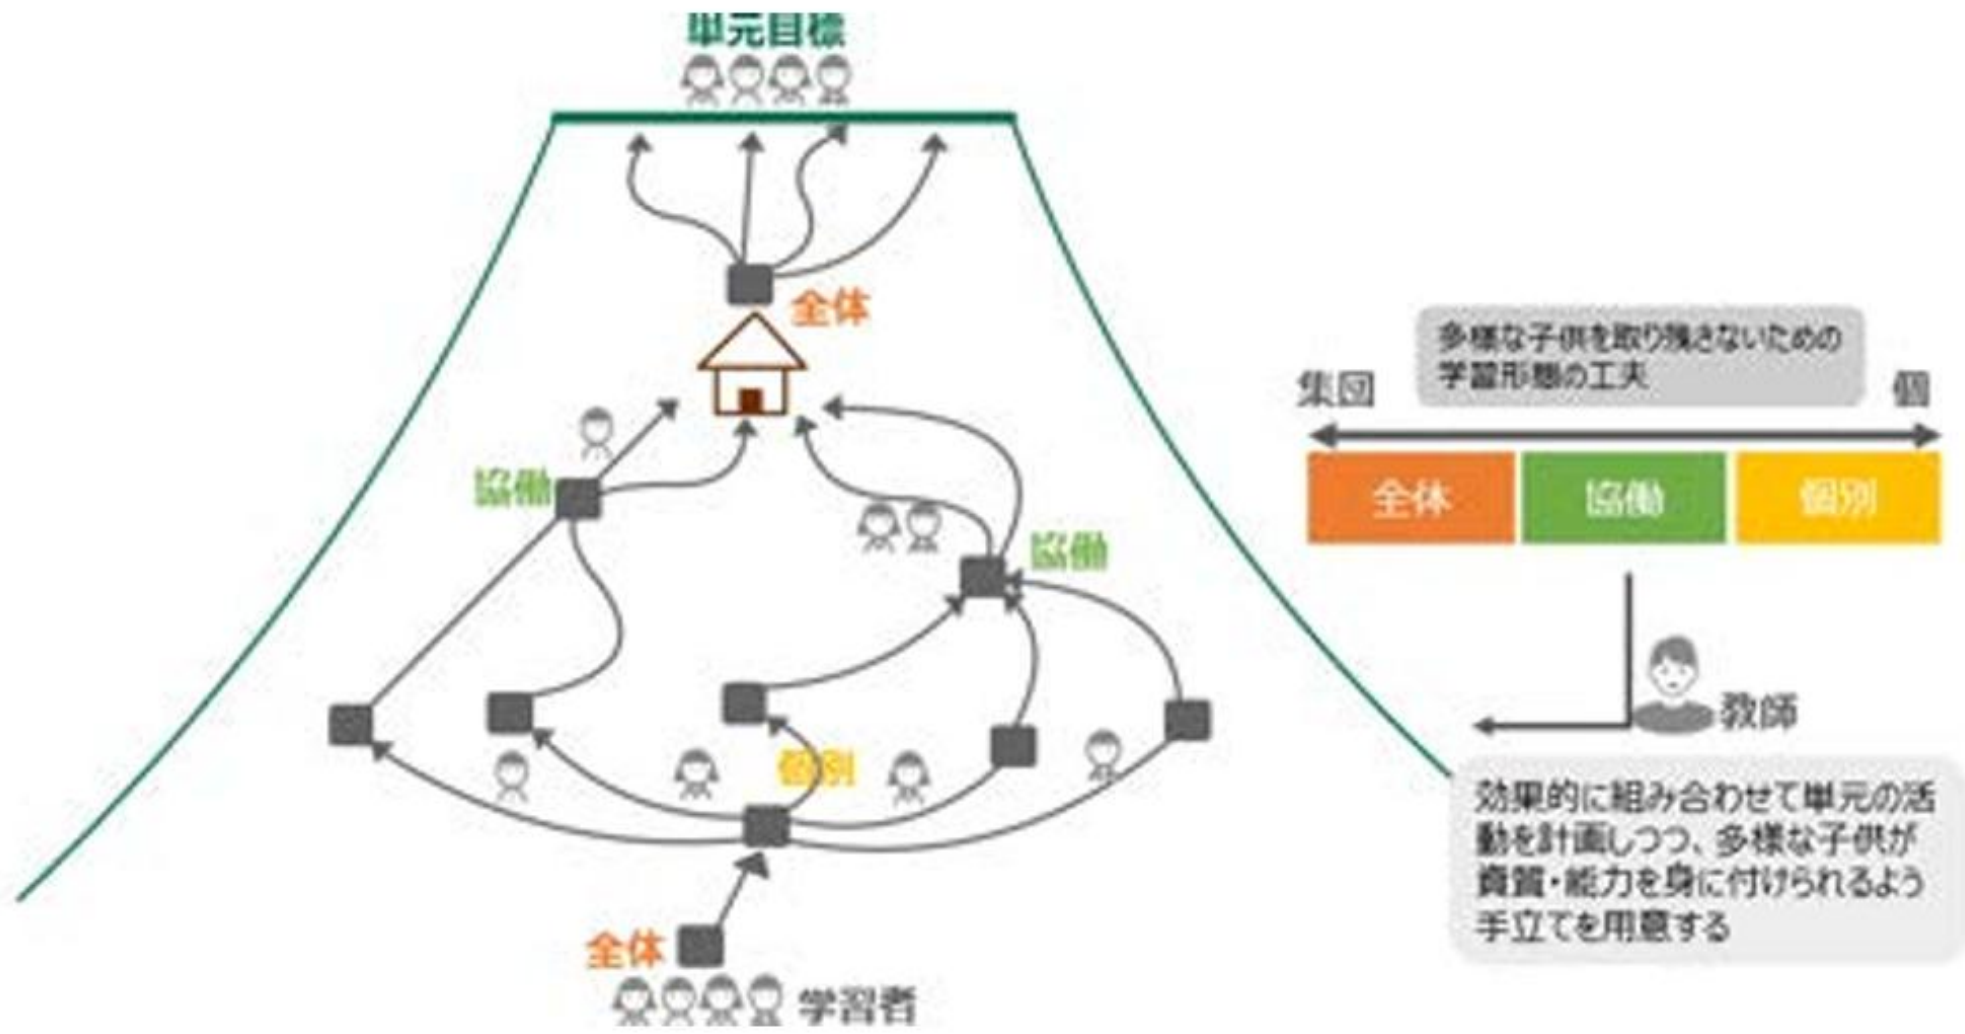 単元目標
全体
協働
協働
個別
全体
学習者
多様な子供を取り残さないための
学習形態の工夫
集団
個
全体
協働
個別
教師
効果的に組み合わせて単元の活
動を計画しつつ、多様な子供が
資質・能力を身に付けられるよう
手立てを用意する